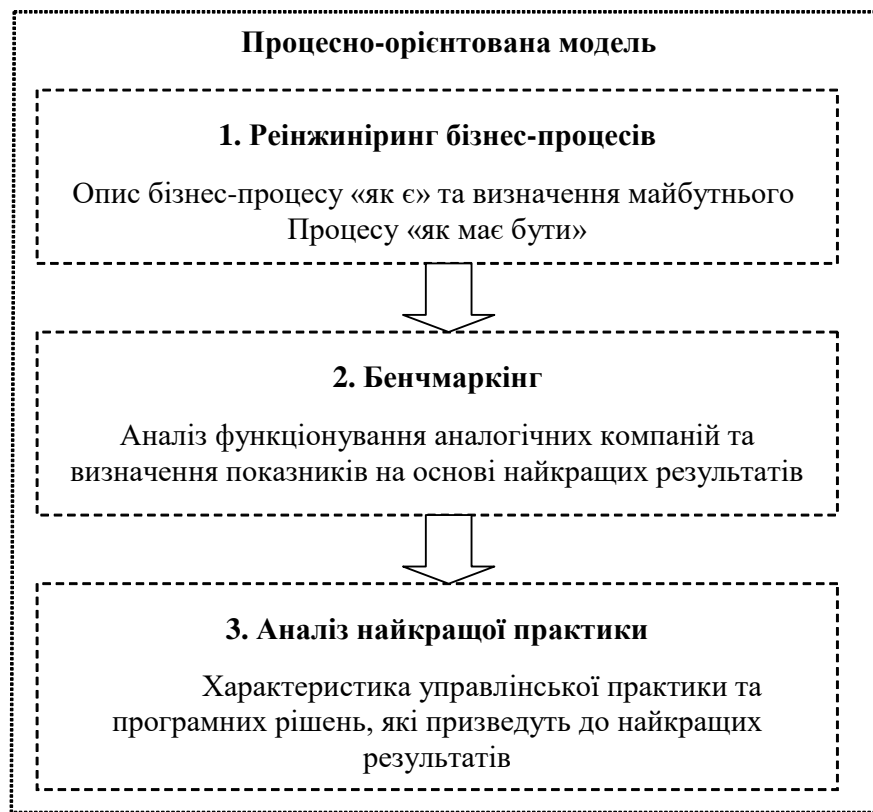 Процесно-орієнтована модель
1. Реінжиніринг бізнес-процесів
Опис бізнес-процесу «як є» та визначення майбутнього
Процесу «як має бути»
2. Бенчмаркінг
Аналіз функціонування аналогічних компаній та
визначення показників на основі найкращих результатів
3. Аналіз найкращої практики
Характеристика управлінської практики та
програмних рішень, які призведуть до найкращих
результатів